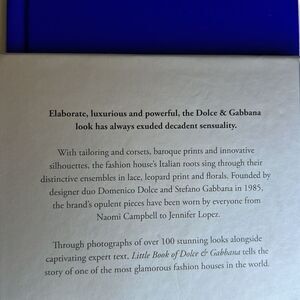 Elaborate, luxurious and powerful, the Dolce & Gabbana
look has always exuded decadent sensuality.
With tailoring and corsets, baroque prints and innovative
silhouettes, the fashion house's Italian roots sing through their
distinctive ensembles in lace, leopard print and florals. Founded by
designer duo Domenico Dolce and Stefano Gabbana in 1985,
the brand's opulent pieces have been worn by everyone from
Naomi Campbell to Jennifer Lopez.
Through photographs of over 100 stunning looks alongside
captivating expert text, Little Book of Dolce & Gabbana tells the
story of one of the most glamorous fashion houses in the world.